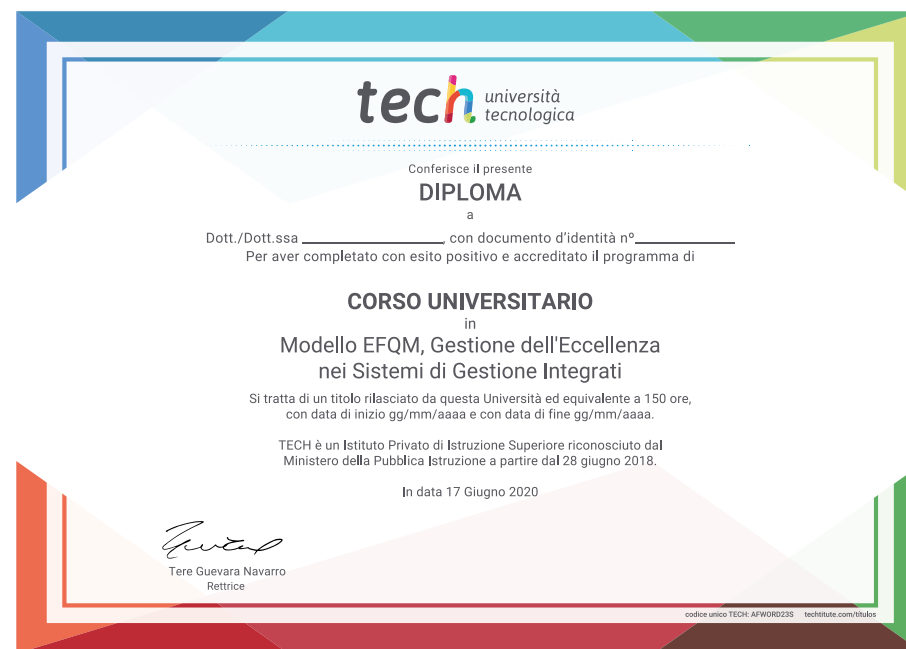 tech università
tecnologica
Conferisce il presente
DIPLOMA
a
Dott./Dott.ssa _________________, con documento d'identità nº____________
Per aver completato con esito positivo e accreditato il programma di
CORSO UNIVERSITARIO
in
Modello EFQM, Gestione dell'Eccellenza
nei Sistemi di Gestione Integrati
Si tratta di un titolo rilasciato da questa Università ed equivalente a 150 ore,
con data di inizio gg/mm/aaaa e con data di fine gg/mm/aaaa.
TECH è un Istituto Privato di Istruzione Superiore riconosciuto dal
Ministero della Pubblica Istruzione a partire dal 28 giugno 2018.
In data 17 Giugno 2020
Tere Guevara Navarro
Rettrice
codice unico TECH: AFWORD23S techtitute.com/titulos